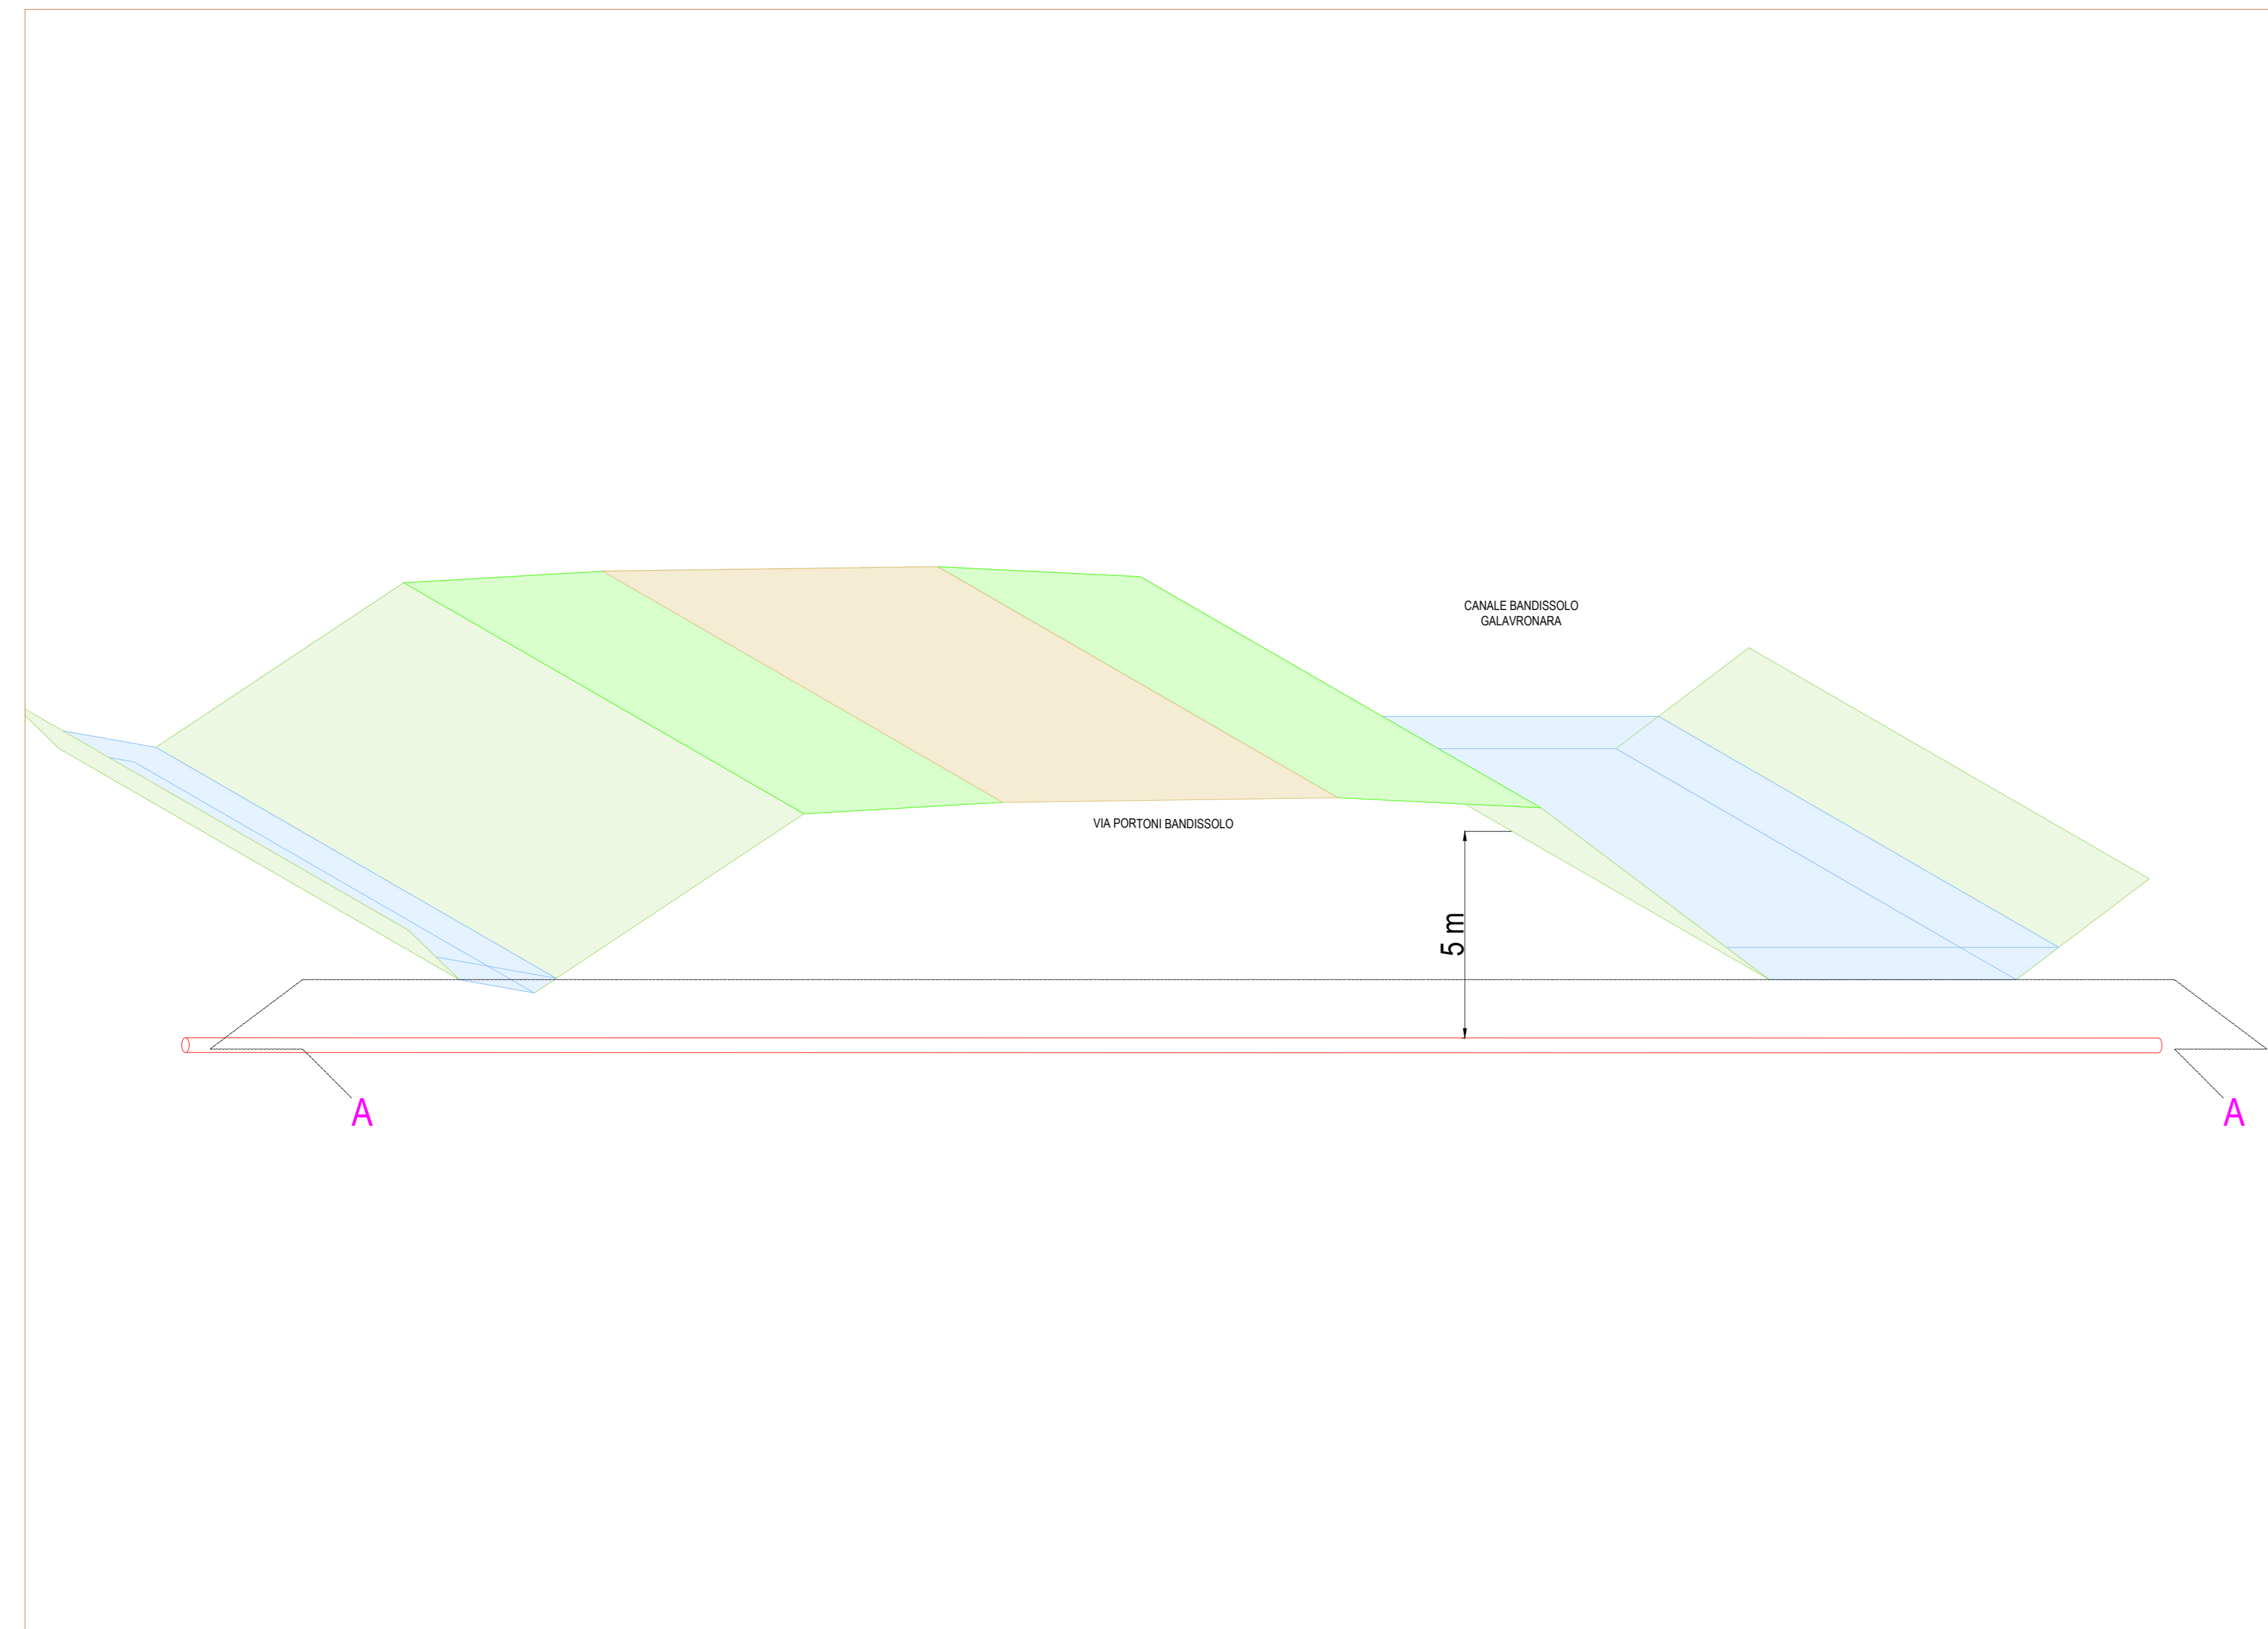 CANALE BANDISSOLO
GALAVRONARA
VIA PORTONI BANDISSOLO
5 m
A
A